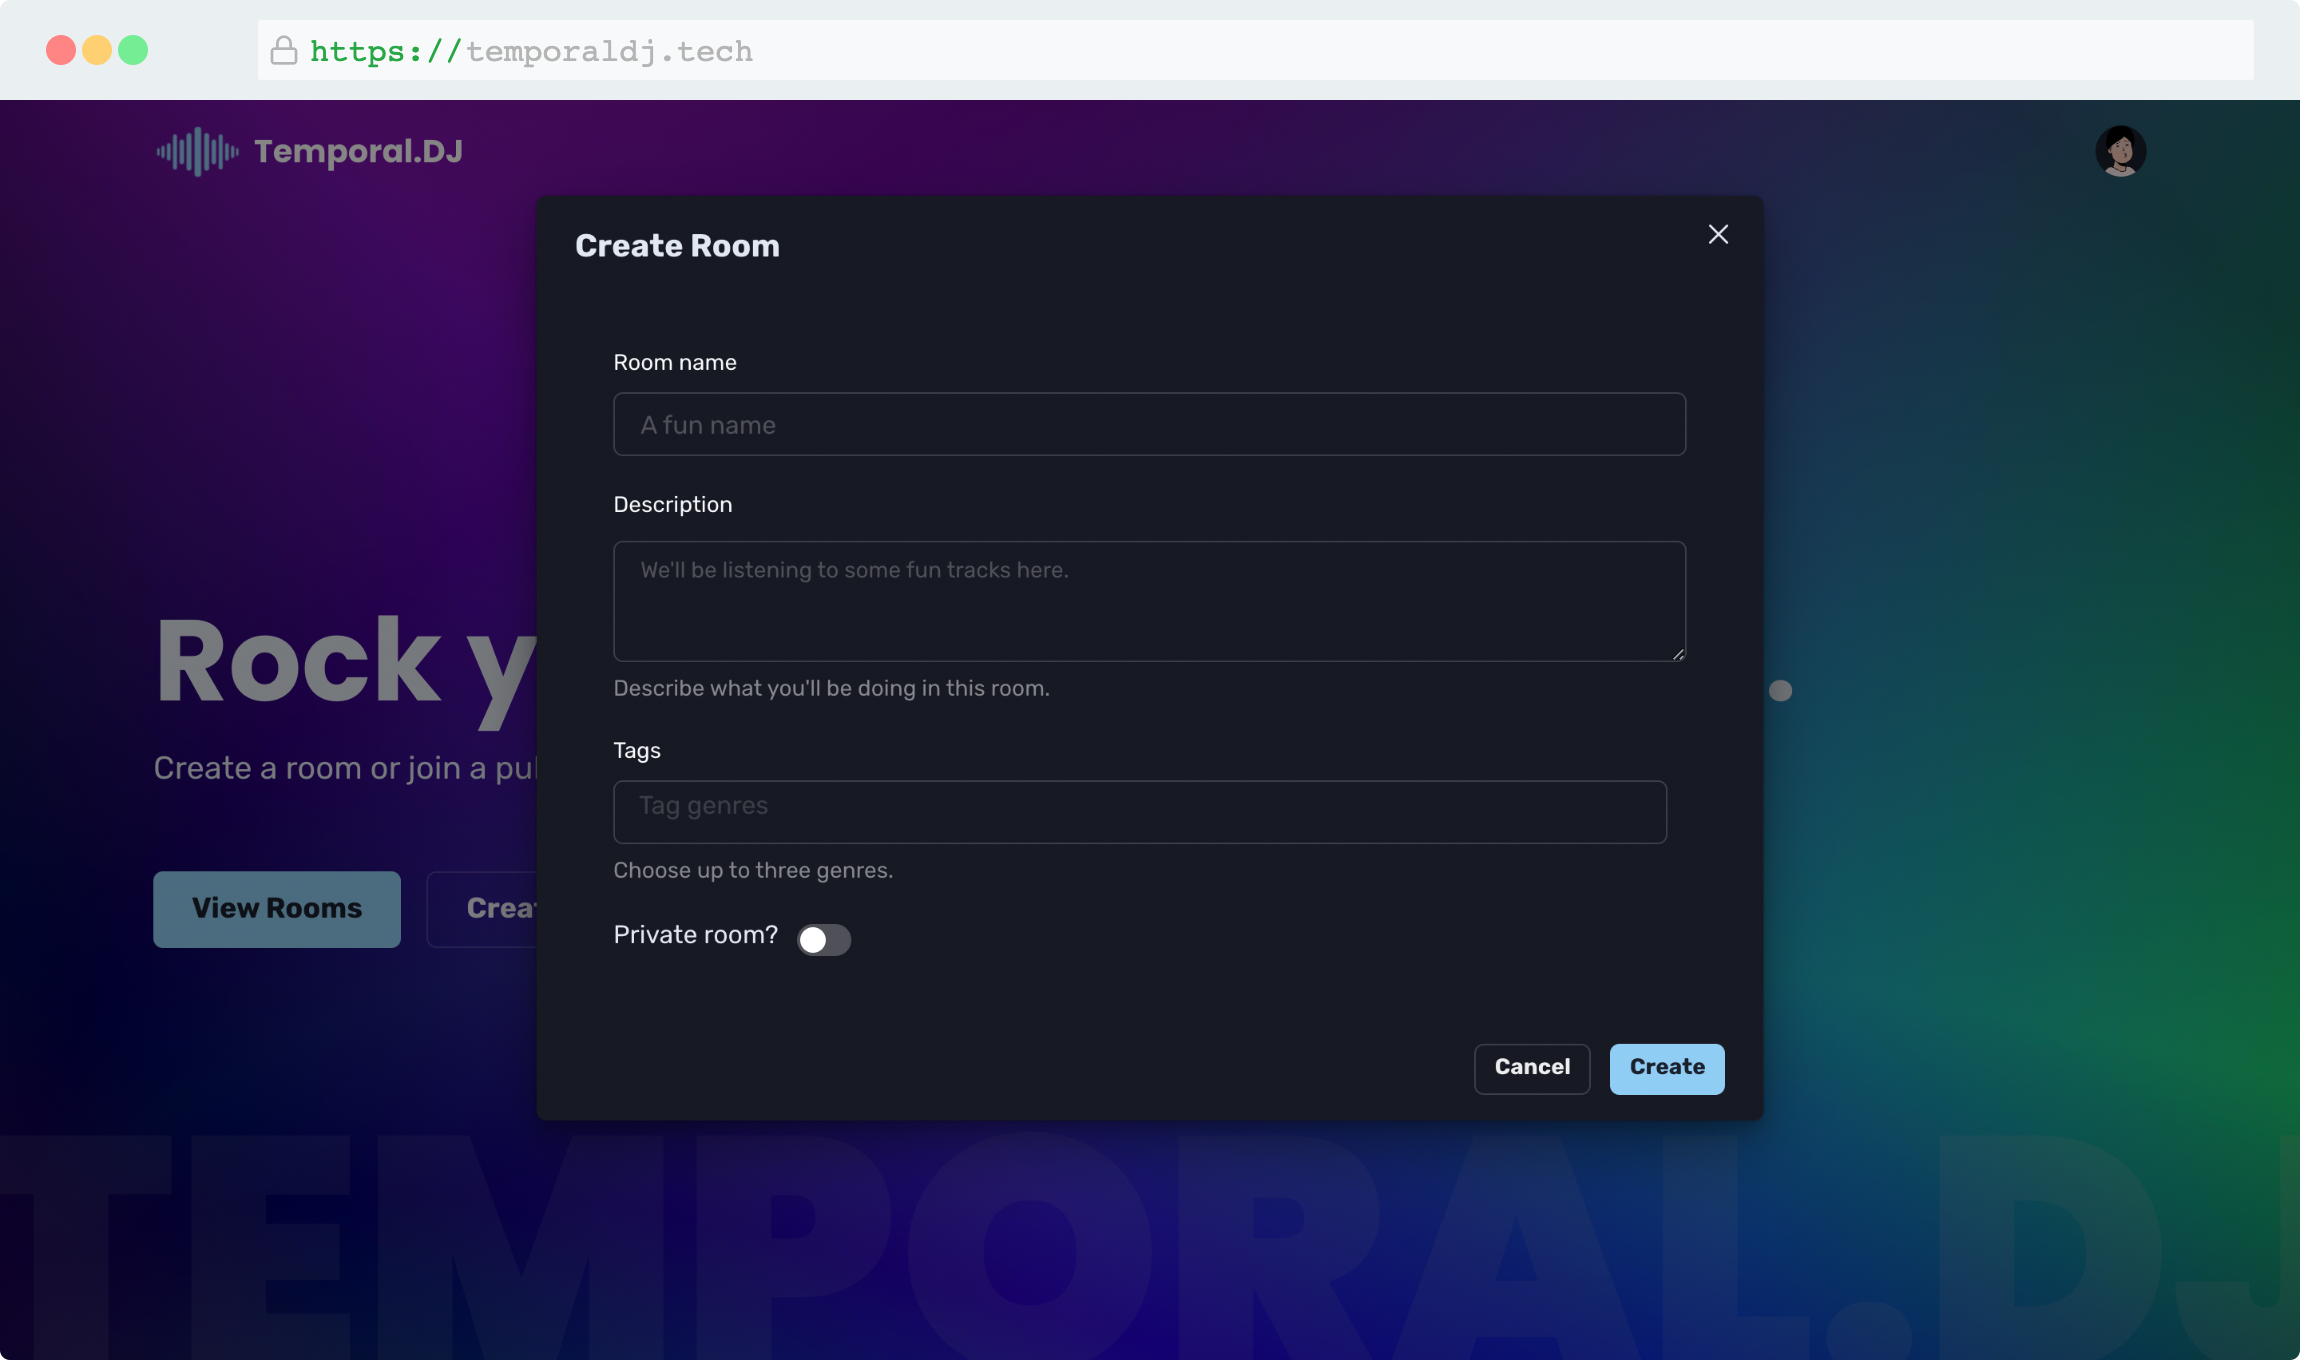 https://temporaldj.tech
Temporal.DJ
Create Room
Room name
A fun name
Description
We'll be listening to some fun tracks here.
Describe what you'll be doing in this room.
Rock y
Create a room or join a pu
Tags
Tag genres
Choose up to three genres.
View Rooms
Private room?
Cancel
Create
TEMPORAL.DJ